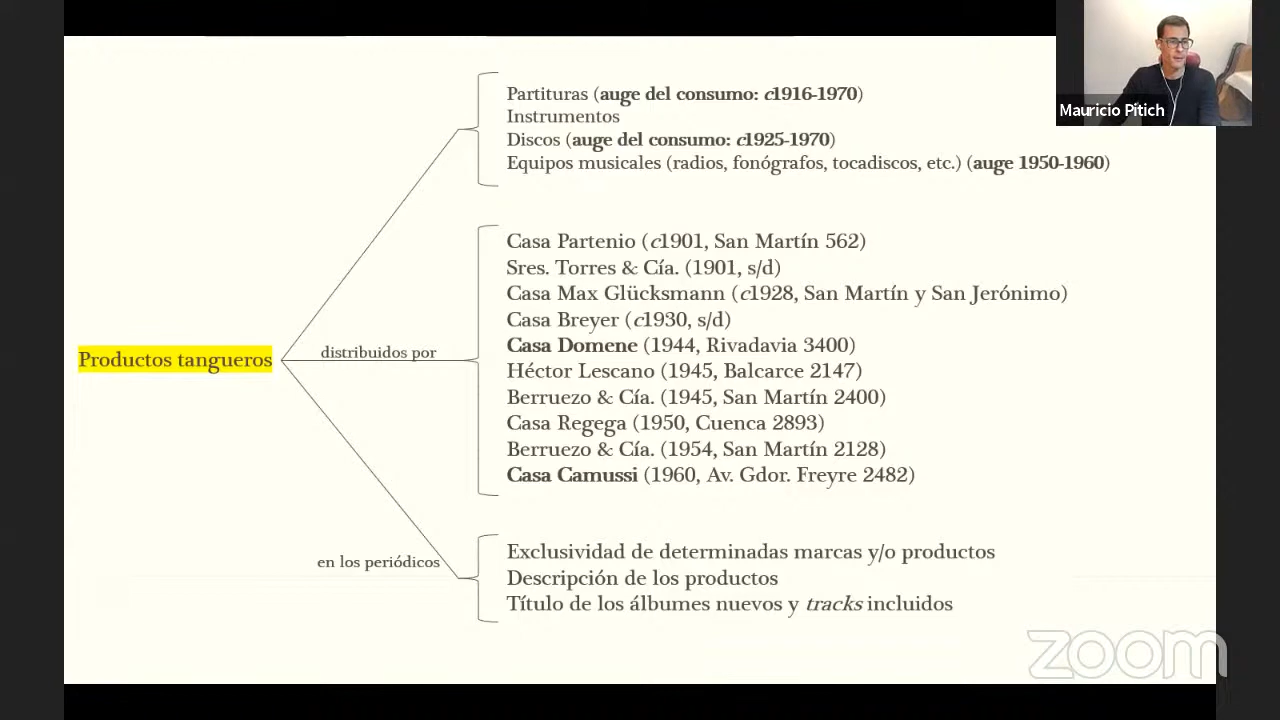 Mauricio Pitich
Partituras (auge del consumo: c1916-1970)
Instrumentos
Discos (auge del consumo: c1925-1970)
Equipos musicales (radios, fonógrafos, tocadiscos, etc.) (auge 1950-1960)
Productos tangueros
distribuidos por
Casa Partenio (c1901, San Martín 562)
Sres. Torres & Cía. (1901, s/d)
Casa Max Glücksmann (c1928, San Martín y San Jerónimo)
Casa Breyer (c1930, s/d)
Casa Domene (1944, Rivadavia 3400)
Héctor Lescano (1945, Balcarce 2147)
Berruezo & Cía. (1945, San Martín 2400)
Casa Regega (1950, Cuenca 2893)
Berruezo & Cía. (1954, San Martín 2128)
Casa Camussi (1960, Av. Gdor. Freyre 2482)
en los periódicos
Exclusividad de determinadas marcas y/o productos
Descripción de los productos
Título de los álbumes nuevos y tracks incluidos
zoom